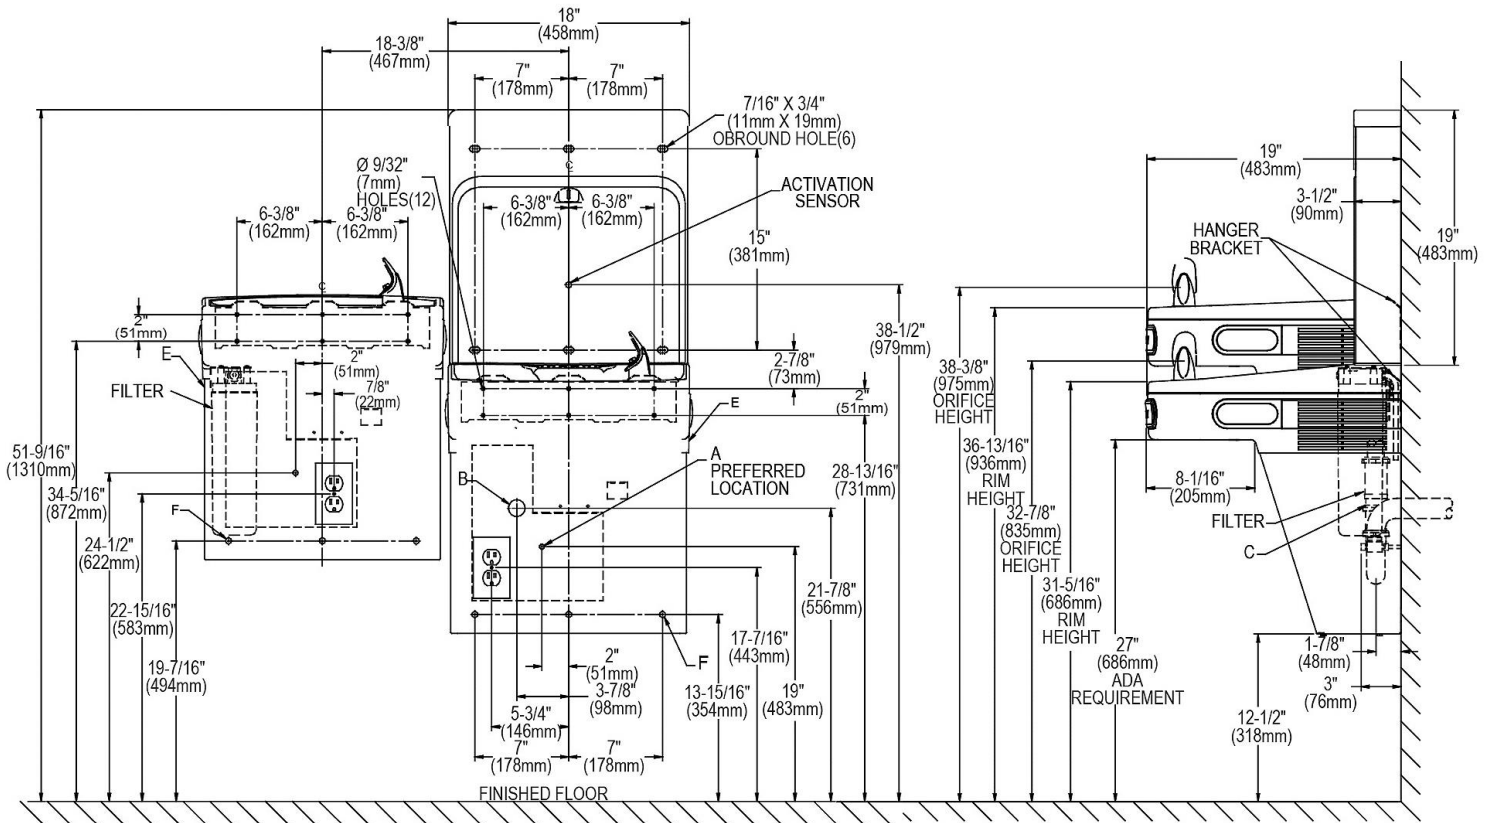 18"
(458mm)
18-3/8"
(467mm)
7"
(178mm)
7"
(178mm)
7/16" X 3/4"
(11mm X 19mm)
OBROUND HOLE(6)
Ø 9/32"
(7mm)
HOLES(12)
ACTIVATION
SENSOR
6-3/8"
(162mm)
6-3/8"
(162mm)
6-3/8"
(162mm)
6-3/8"
(162mm)
15"
(381mm)
2"
(51mm)
E
FILTER
2"
(51mm)
7/8"
(22mm)
38-1/2"
(979mm)
2-7/8"
(73mm)
2"
(51mm)
E
51-9/16"
(1310mm)
34-5/16"
(872mm)
24-1/2"
(622mm)
22-15/16"
(583mm)
19-7/16"
(494mm)
F
B
A
PREFERRED
LOCATION
28-13/16"
(731mm)
21-7/8"
(556mm)
17-7/16"
(443mm)
19"
(483mm)
13-15/16"
(354mm)
F
2"
(51mm)
3-7/8"
(98mm)
5-3/4"
(146mm)
7"
(178mm)
7"
(178mm)
FINISHED FLOOR
19"
(483mm)
3-1/2"
(90mm)
HANGER
BRACKET
19"
(483mm)
38-3/8"
(975mm)
ORIFICE
HEIGHT
36-13/16"
(936mm)
RIM
HEIGHT
32-7/8"
(835mm)
ORIFICE
HEIGHT
31-5/16"
(686mm)
RIM
HEIGHT
27"
(686mm)
ADA
REQUIREMENT
8-1/16"
(205mm)
FILTER
C
1-7/8"
(48mm)
3"
(76mm)
12-1/2"
(318mm)